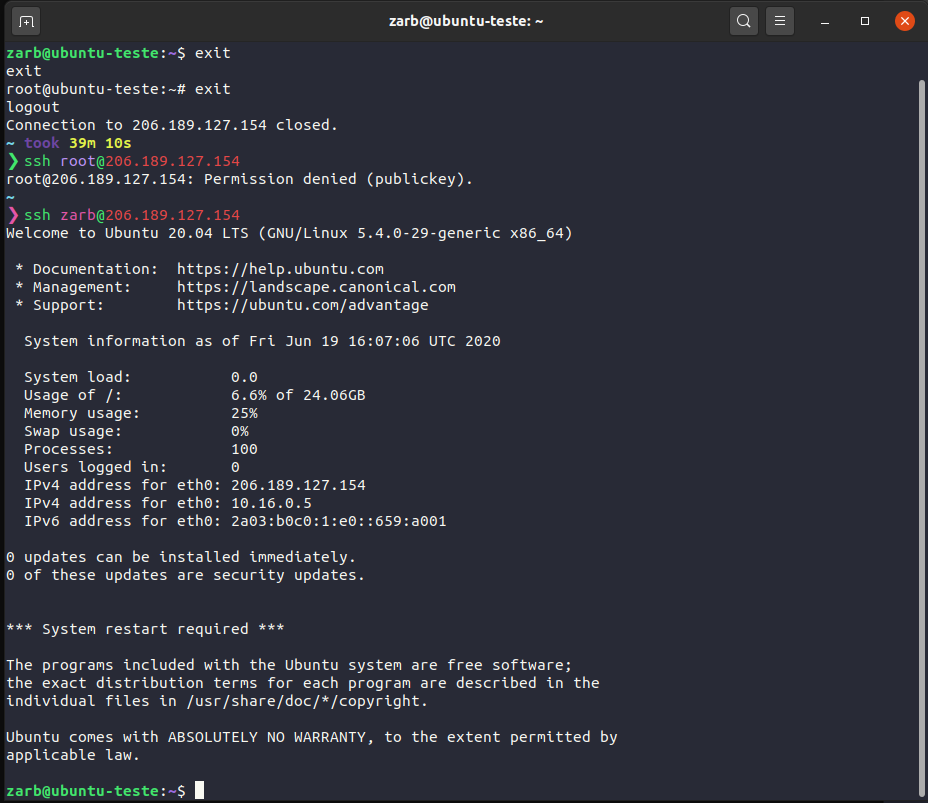 zarb@ubuntu-teste: ~
zarb@ubuntu-teste:~$ exit
exit
root@ubuntu-teste:~# exit
logout
Connection to 206.189.127.154 closed.
~ took 39m 10s
❯ ssh root@206.189.127.154
root@206.189.127.154: Permission denied (publickey).
~
❯ ssh zarb@206.189.127.154
Welcome to Ubuntu 20.04 LTS (GNU/Linux 5.4.0-29-generic x86_64)
* Documentation:  https://help.ubuntu.com
* Management:     https://landscape.canonical.com
* Support:        https://ubuntu.com/advantage
System information as of Fri Jun 19 16:07:06 UTC 2020
System load:           0.0
Usage of /:            6.6% of 24.06GB
Memory usage:          25%
Swap usage:            0%
Processes:             100
Users logged in:       0
IPv4 address for eth0: 206.189.127.154
IPv4 address for eth0: 10.16.0.5
IPv6 address for eth0: 2a03:b0c0:1:e0::659:a001
0 updates can be installed immediately.
0 of these updates are security updates.
*** System restart required ***
The programs included with the Ubuntu system are free software;
the exact distribution terms for each program are described in the
individual files in /usr/share/doc/*/copyright.
Ubuntu comes with ABSOLUTELY NO WARRANTY, to the extent permitted by
applicable law.
zarb@ubuntu-teste:~$